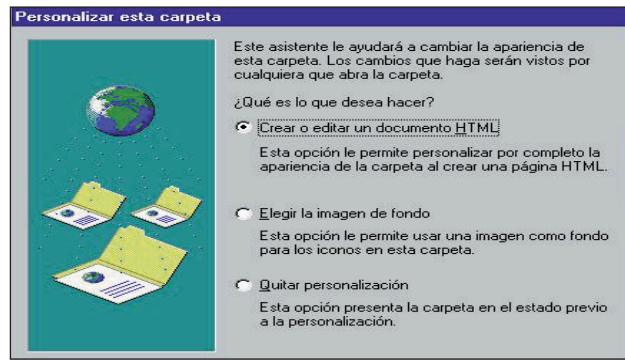 Personalizar esta carpeta
Este asistente le ayudará a cambiar la apariencia de
esta carpeta. Los cambios que haga serán vistos por
cualquiera que abra la carpeta.
¿Qué es lo que desea hacer?
Crear o editar un documento HTML
Esta opción le permite personalizar por completo la
apariencia de la carpeta al crear una página HTML.
Elegir la imagen de fondo
Esta opción le permite usar una imagen como fondo
para los iconos en esta carpeta.
Quitar personalización
Esta opción presenta la carpeta en el estado previo
a la personalización.